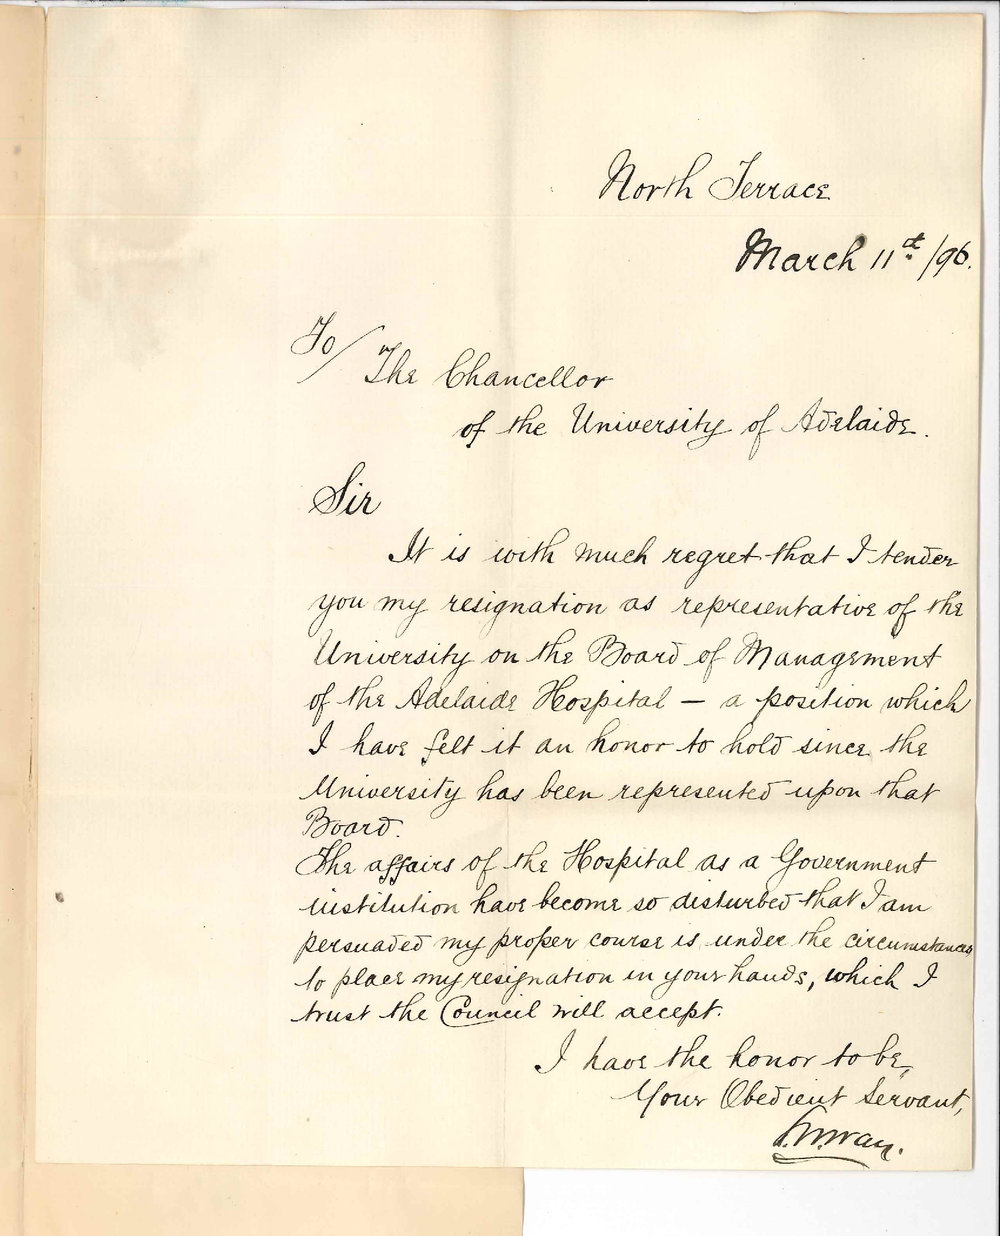 North Terrace
March 11th /96.
To/
The Chancellor
of the University of Adelaide.
Sir
It is with much regret that I tender
you my resignation as representative of the
University on the Board of Management
of the Adelaide Hospital — a position which
I have felt it an honor to hold since the
University has been represented upon that
Board.
The affairs of the Hospital as a Government
institution have become so disturbed that I am
persuaded my proper course is under the circumstances
to place my resignation in your hands, which I
trust the Council will accept.
I have the honor to be,
Your Obedient Servant,